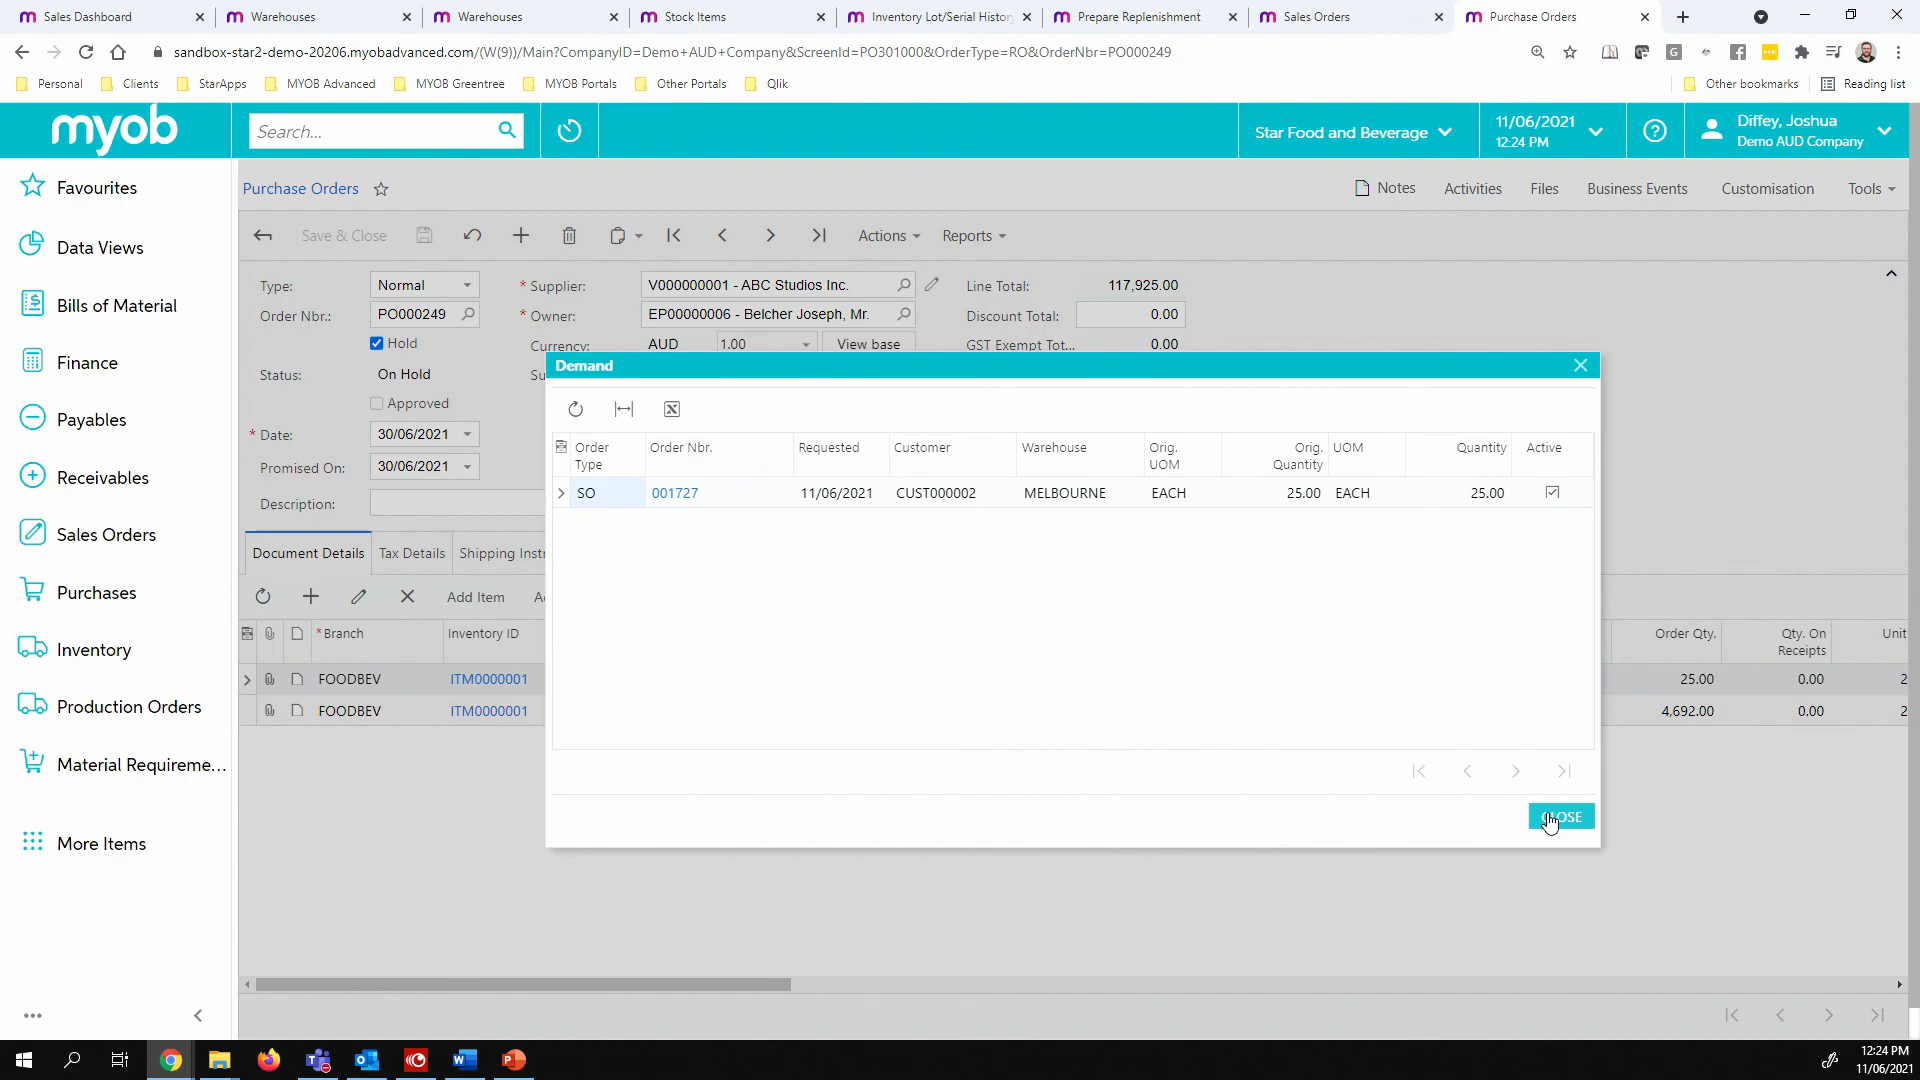 Sales Dashboard
Warehouses
Warehouses
Stock Items
Inventory Lot/Serial History
Prepare Replenishment
Sales Orders
Purchase Orders
sandbox-star2-demo-20206.myobadvanced.com/(W(9))/Main?CompanyID=Demo+AUD+Company&ScreenId=PO301000&OrderType=RO&OrderNbr=PO000249
Personal
Clients
StarApps
MYOB Advanced
MYOB Greentree
MYOB Portals
Other Portals
Qlik
Other bookmarks
Reading list
myob
Search...
Star Food and Beverage
11/06/2021
12:24 PM
Diffey, Joshua
Demo AUD Company
Favourites
Data Views
Bills of Material
Finance
Payables
Receivables
Sales Orders
Purchases
Inventory
Production Orders
Material Requireme...
More Items
Purchase Orders
Notes
Activities
Files
Business Events
Customisation
Tools
Save & Close
Actions
Reports
Type: Normal
* Supplier: V000000001 - ABC Studios Inc.
Line Total: 117,925.00
Order Nbr.: PO000249
* Owner: EP00000006 - Belcher Joseph, Mr.
Discount Total: 0.00
Hold
Currency: AUD 1.00 View base
GST Exempt Tot... 0.00
Status: On Hold
Su
Approved
* Date: 30/06/2021
Promised On: 30/06/2021
Description:
Document Details
Tax Details
Shipping Instr
Add Item
* Branch
Inventory ID
Order Qty.
Qty. On
Receipts
Unit
FOODBEV ITM0000001 25.00 0.00 2
FOODBEV ITM0000001 4,692.00 0.00 2
Demand
Order
Type
Order Nbr.
Requested
Customer
Warehouse
Orig.
UOM
Orig.
Quantity
UOM
Quantity
Active
SO 001727 11/06/2021 CUST000002 MELBOURNE EACH 25.00 EACH 25.00
CLOSE
12:24 PM
11/06/2021